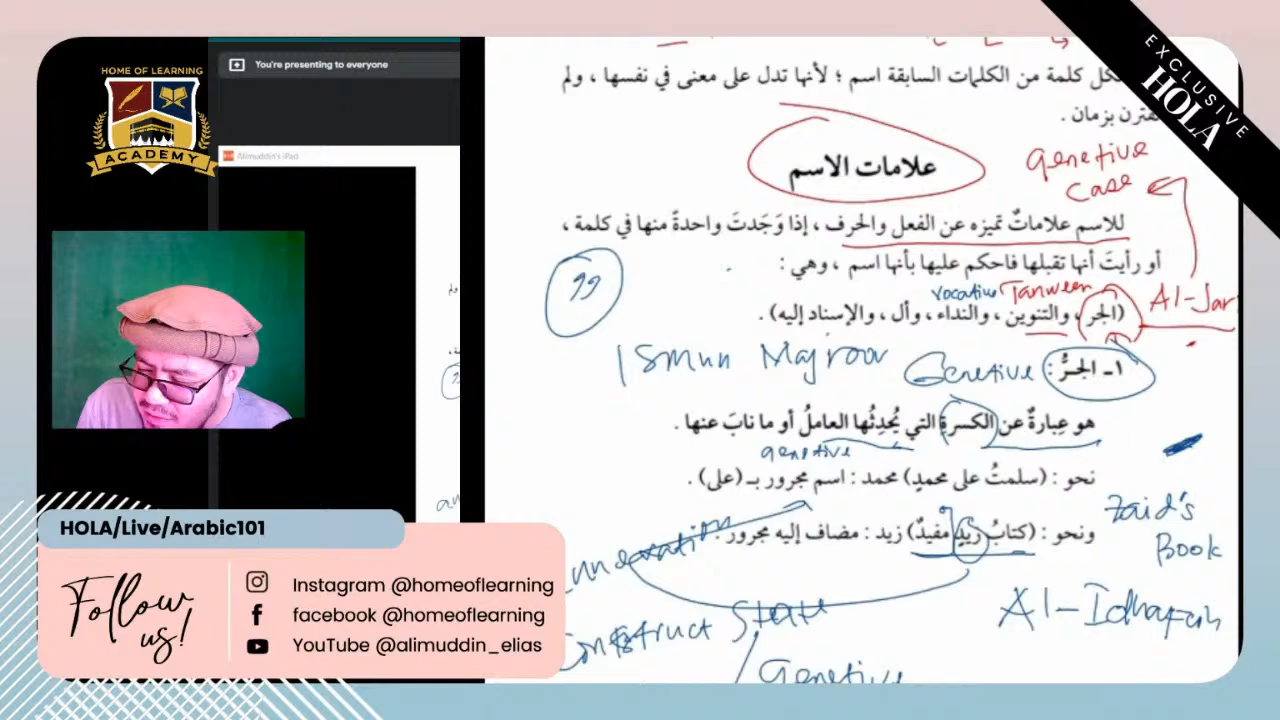 HOME OF LEARNING
ACADEMY
You're presenting to everyone
Alimuddin's iPad
EXCLUSIVE
HOLA
كل كلمة من الكلمات السابقة اسم ؛ لأنها تدل على معنى في نفسها ، ولم
بزمان .
genetive
case
علامات الاسم
للاسم علاماتٌ تميزه عن الفعل والحرف ، إذا وَجَدتَ واحدةً منها في كلمة ،
أو رأيتَ أنها تقبلها فاحكم عليها بأنها اسم ، وهي :
vocative Tanween
Al-Jar
(الجر ، والتنوين ، والنداء ، وأل ، والإسناد إليه) .
Ismun Majroor Genetive
١ـ الجرُّ :
هو عِبارةٌ عن الكسرةِ التي يُحدِثُها العاملُ أو ما نابَ عنها .
genetive
نحو : (سلمتُ على محمدٍ) محمد : اسم مجرور بـ (على) .
ونحو : (كتابُ زيدٍ مفيدٌ) زيد : مضاف إليه مجرور .
Zaid's
Book
Al-Idhafah
Construct State
Genetive
HOLA/Live/Arabic101
Follow us!
Instagram @homeoflearning
facebook @homeoflearning
YouTube @alimuddin_elias